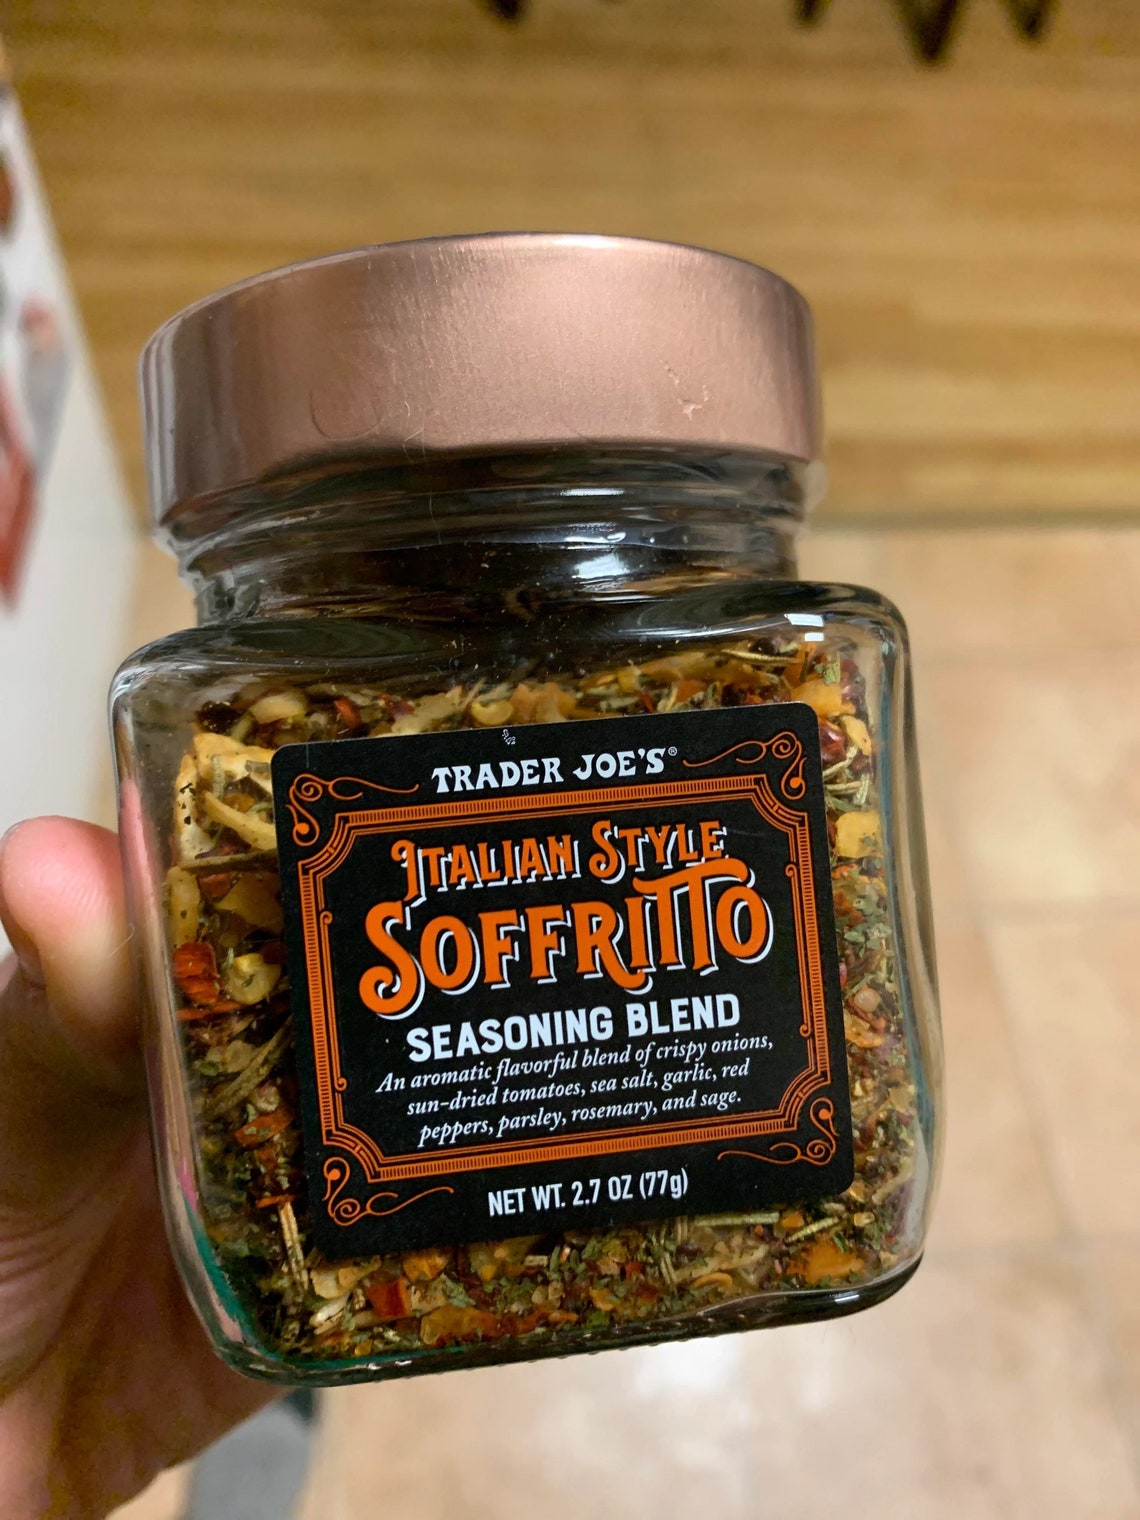 TRADER JOE'S®
ITALIAN STYLE
SOFFRITTO
SEASONING BLEND
An aromatic flavorful blend of crispy onions,
sun-dried tomatoes, sea salt, garlic, red
peppers, parsley, rosemary, and sage.
NET WT. 2.7 OZ (77g)